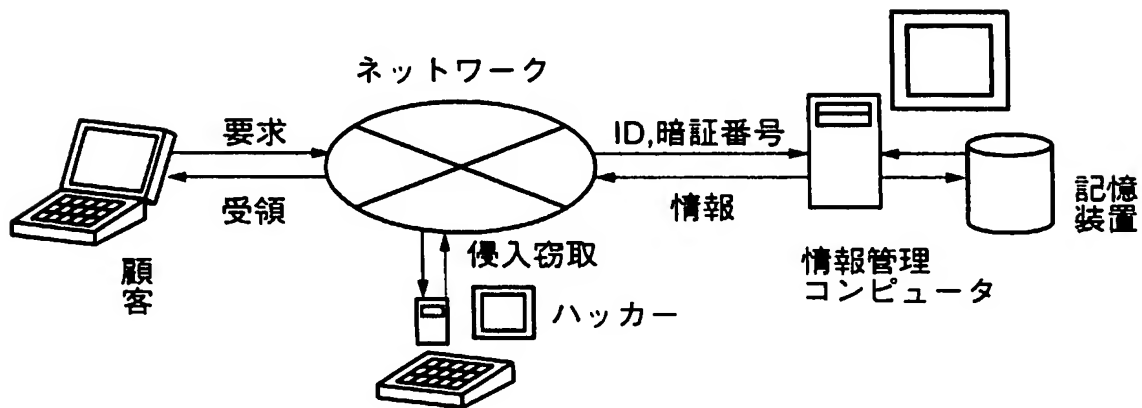 ネットワーク
要求
ID,暗証番号
受領
情報
記憶
装置
顧
客
侵入窃取
情報管理
コンピュータ
ハッカー